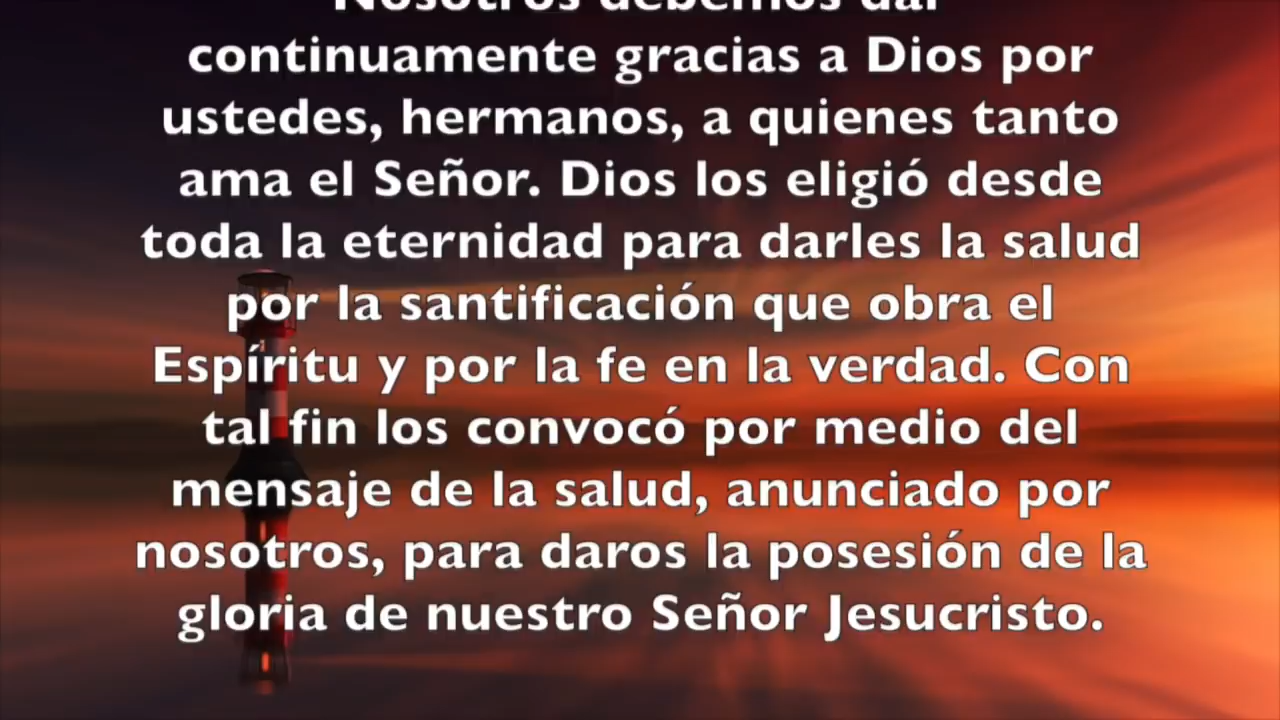 Nosotros debemos dar
continuamente gracias a Dios por
ustedes, hermanos, a quienes tanto
ama el Señor. Dios los eligió desde
toda la eternidad para darles la salud
por la santificación que obra el
Espíritu y por la fe en la verdad. Con
tal fin los convocó por medio del
mensaje de la salud, anunciado por
nosotros, para daros la posesión de la
gloria de nuestro Señor Jesucristo.